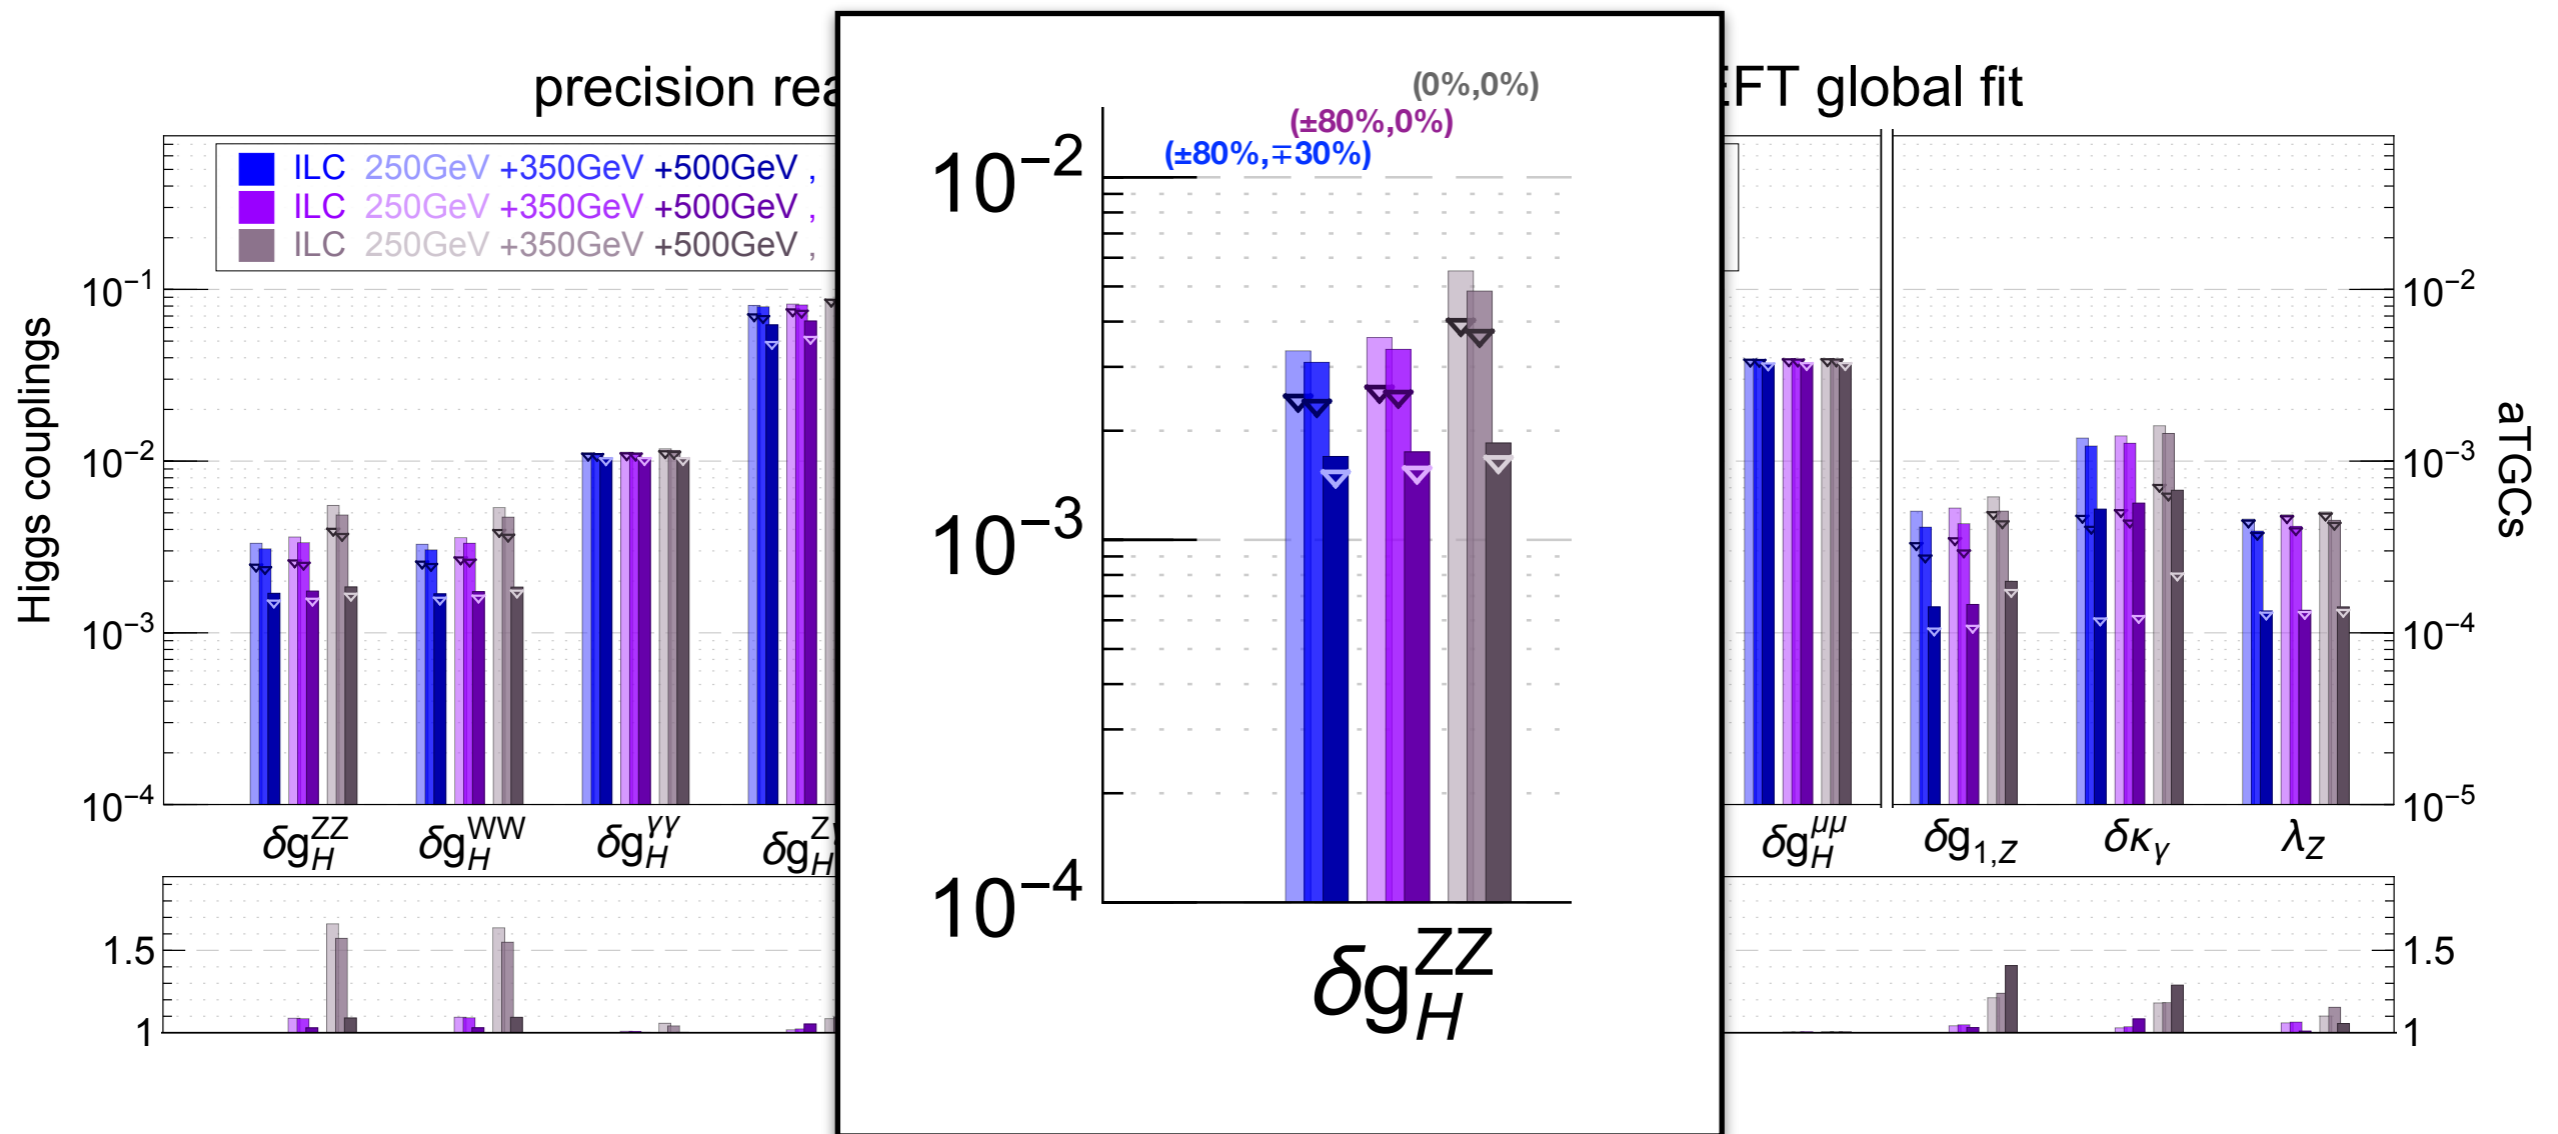 precision rea
EFT global fit
ILC 250GeV +350GeV +500GeV ,
ILC 250GeV +350GeV +500GeV ,
ILC 250GeV +350GeV +500GeV ,
Higgs couplings
10⁻¹
10⁻²
10⁻³
10⁻⁴
δg_H^ZZ
δg_H^WW
δg_H^γγ
δg_H^Zγ
1.5
1
(0%,0%)
(±80%,0%)
(±80%,∓30%)
10⁻²
10⁻³
10⁻⁴
δg_H^ZZ
δg_H^μμ
δg_1,Z
δκ_γ
λ_Z
10⁻²
10⁻³
10⁻⁴
10⁻⁵
aTGCs
1.5
1